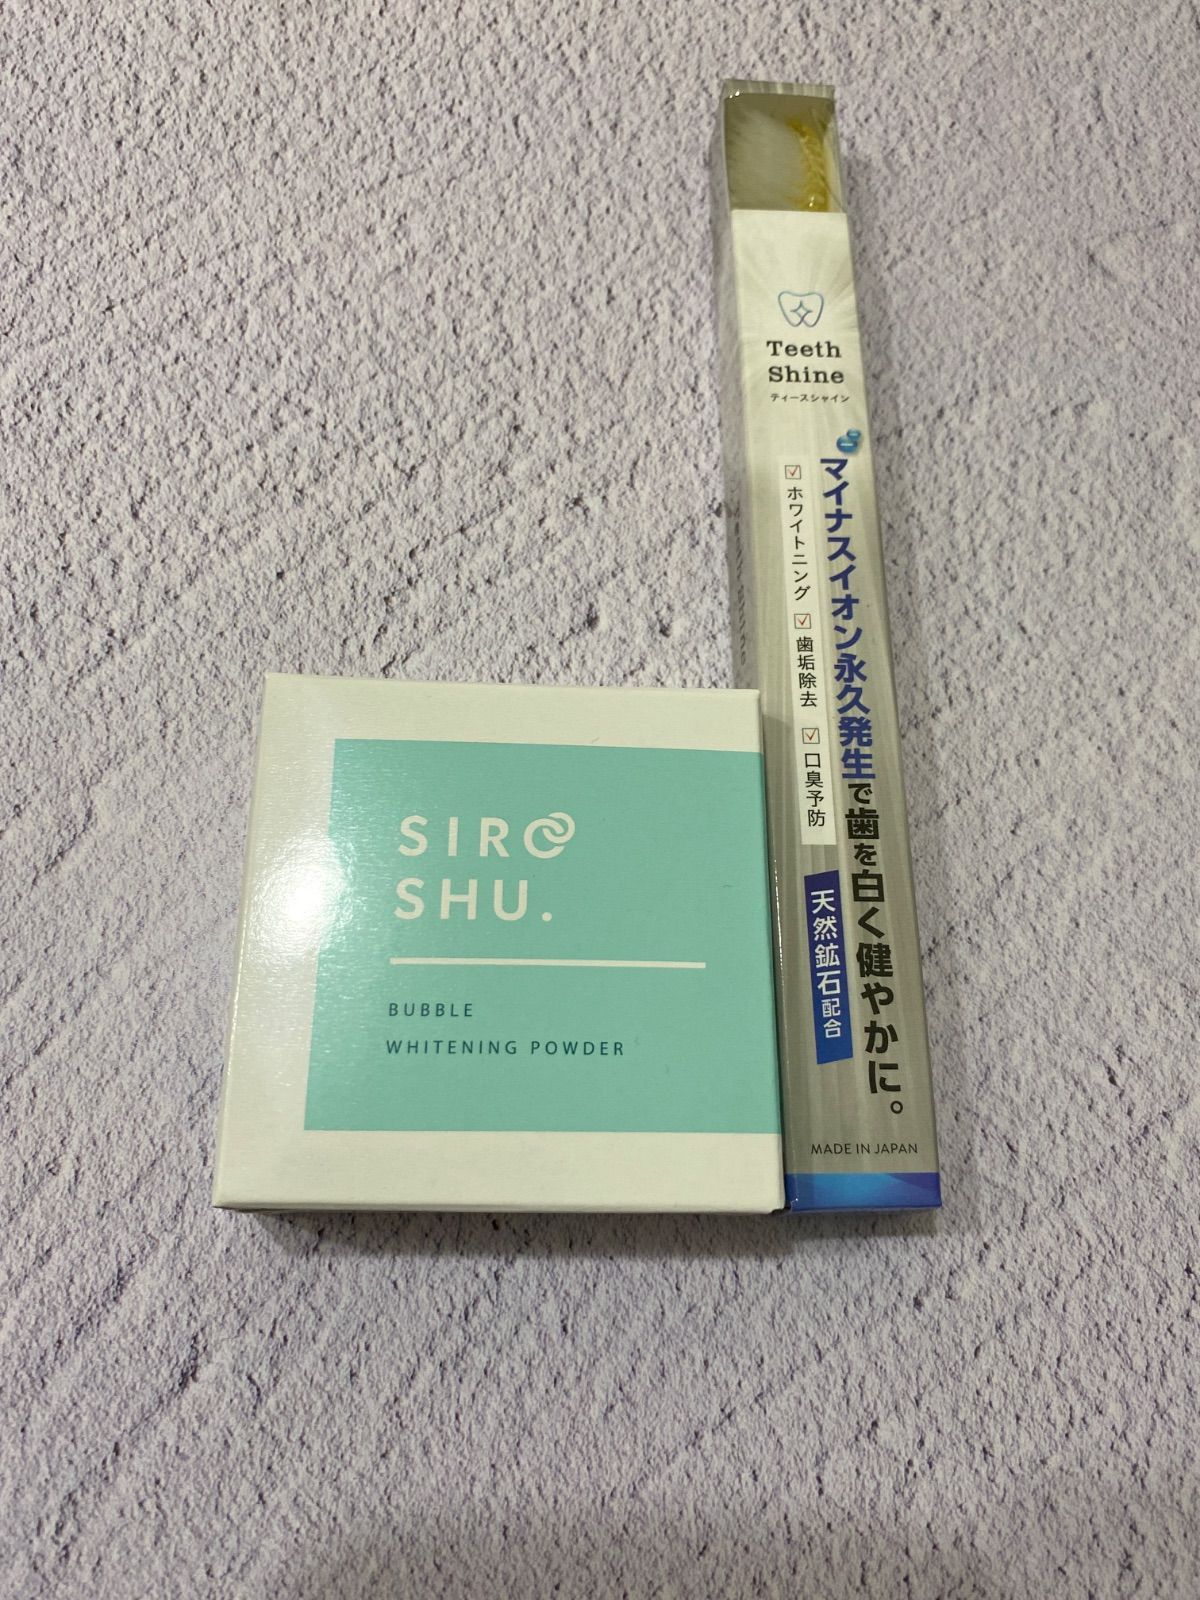 Teeth
Shine
ティースシャイン
マイナスイオン永久発生で歯を白く健やかに。
ホワイトニング
歯垢除去
口臭予防
天然鉱石配合
MADE IN JAPAN
SIRO
SHU.
BUBBLE
WHITENING POWDER